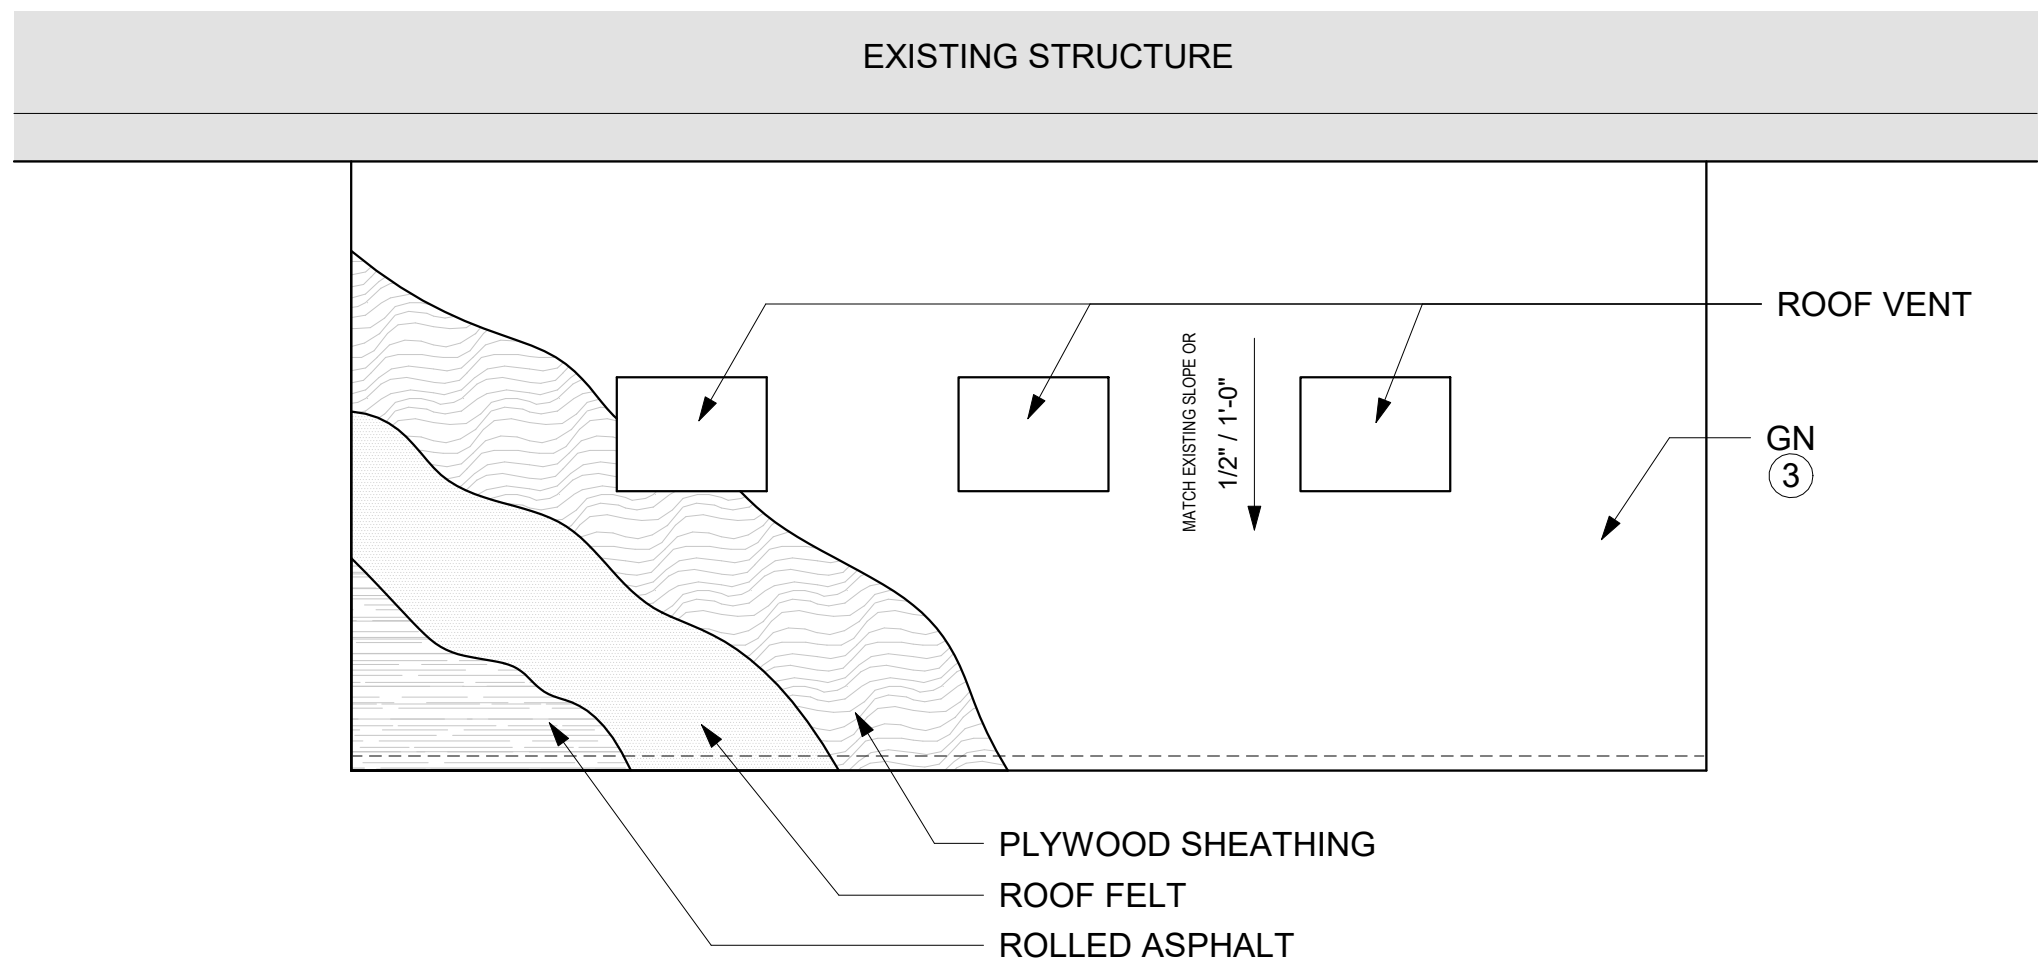 EXISTING STRUCTURE
ROOF VENT
MATCH EXISTING SLOPE OR
1/2" / 1'-0"
GN
3
PLYWOOD SHEATHING
ROOF FELT
ROLLED ASPHALT